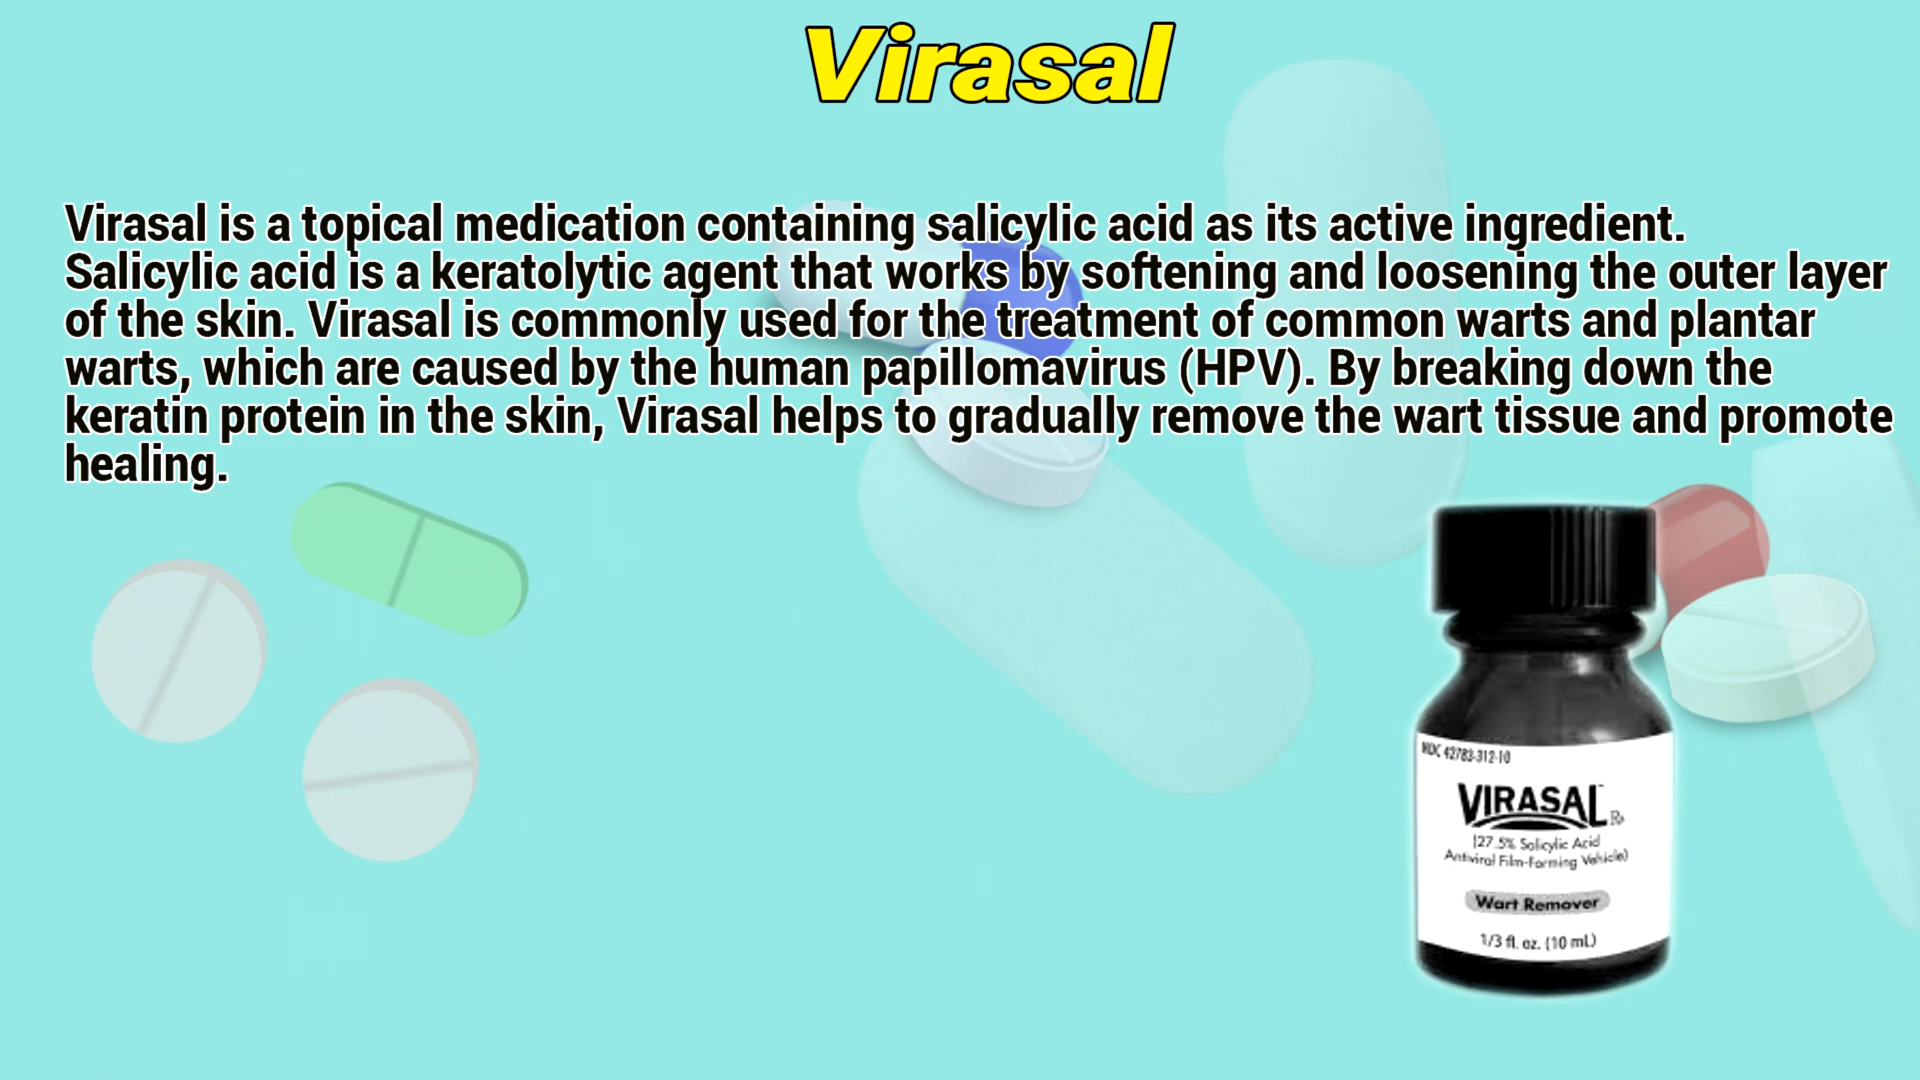 Virasal
Virasal is a topical medication containing salicylic acid as its active ingredient.
Salicylic acid is a keratolytic agent that works by softening and loosening the outer layer
of the skin. Virasal is commonly used for the treatment of common warts and plantar
warts, which are caused by the human papillomavirus (HPV). By breaking down the
keratin protein in the skin, Virasal helps to gradually remove the wart tissue and promote
healing.
NDC 42783-312-10
VIRASAL™ Rx
(27.5% Salicylic Acid
Antiviral Film-Forming Vehicle)
Wart Remover
1/3 fl. oz. (10 mL)